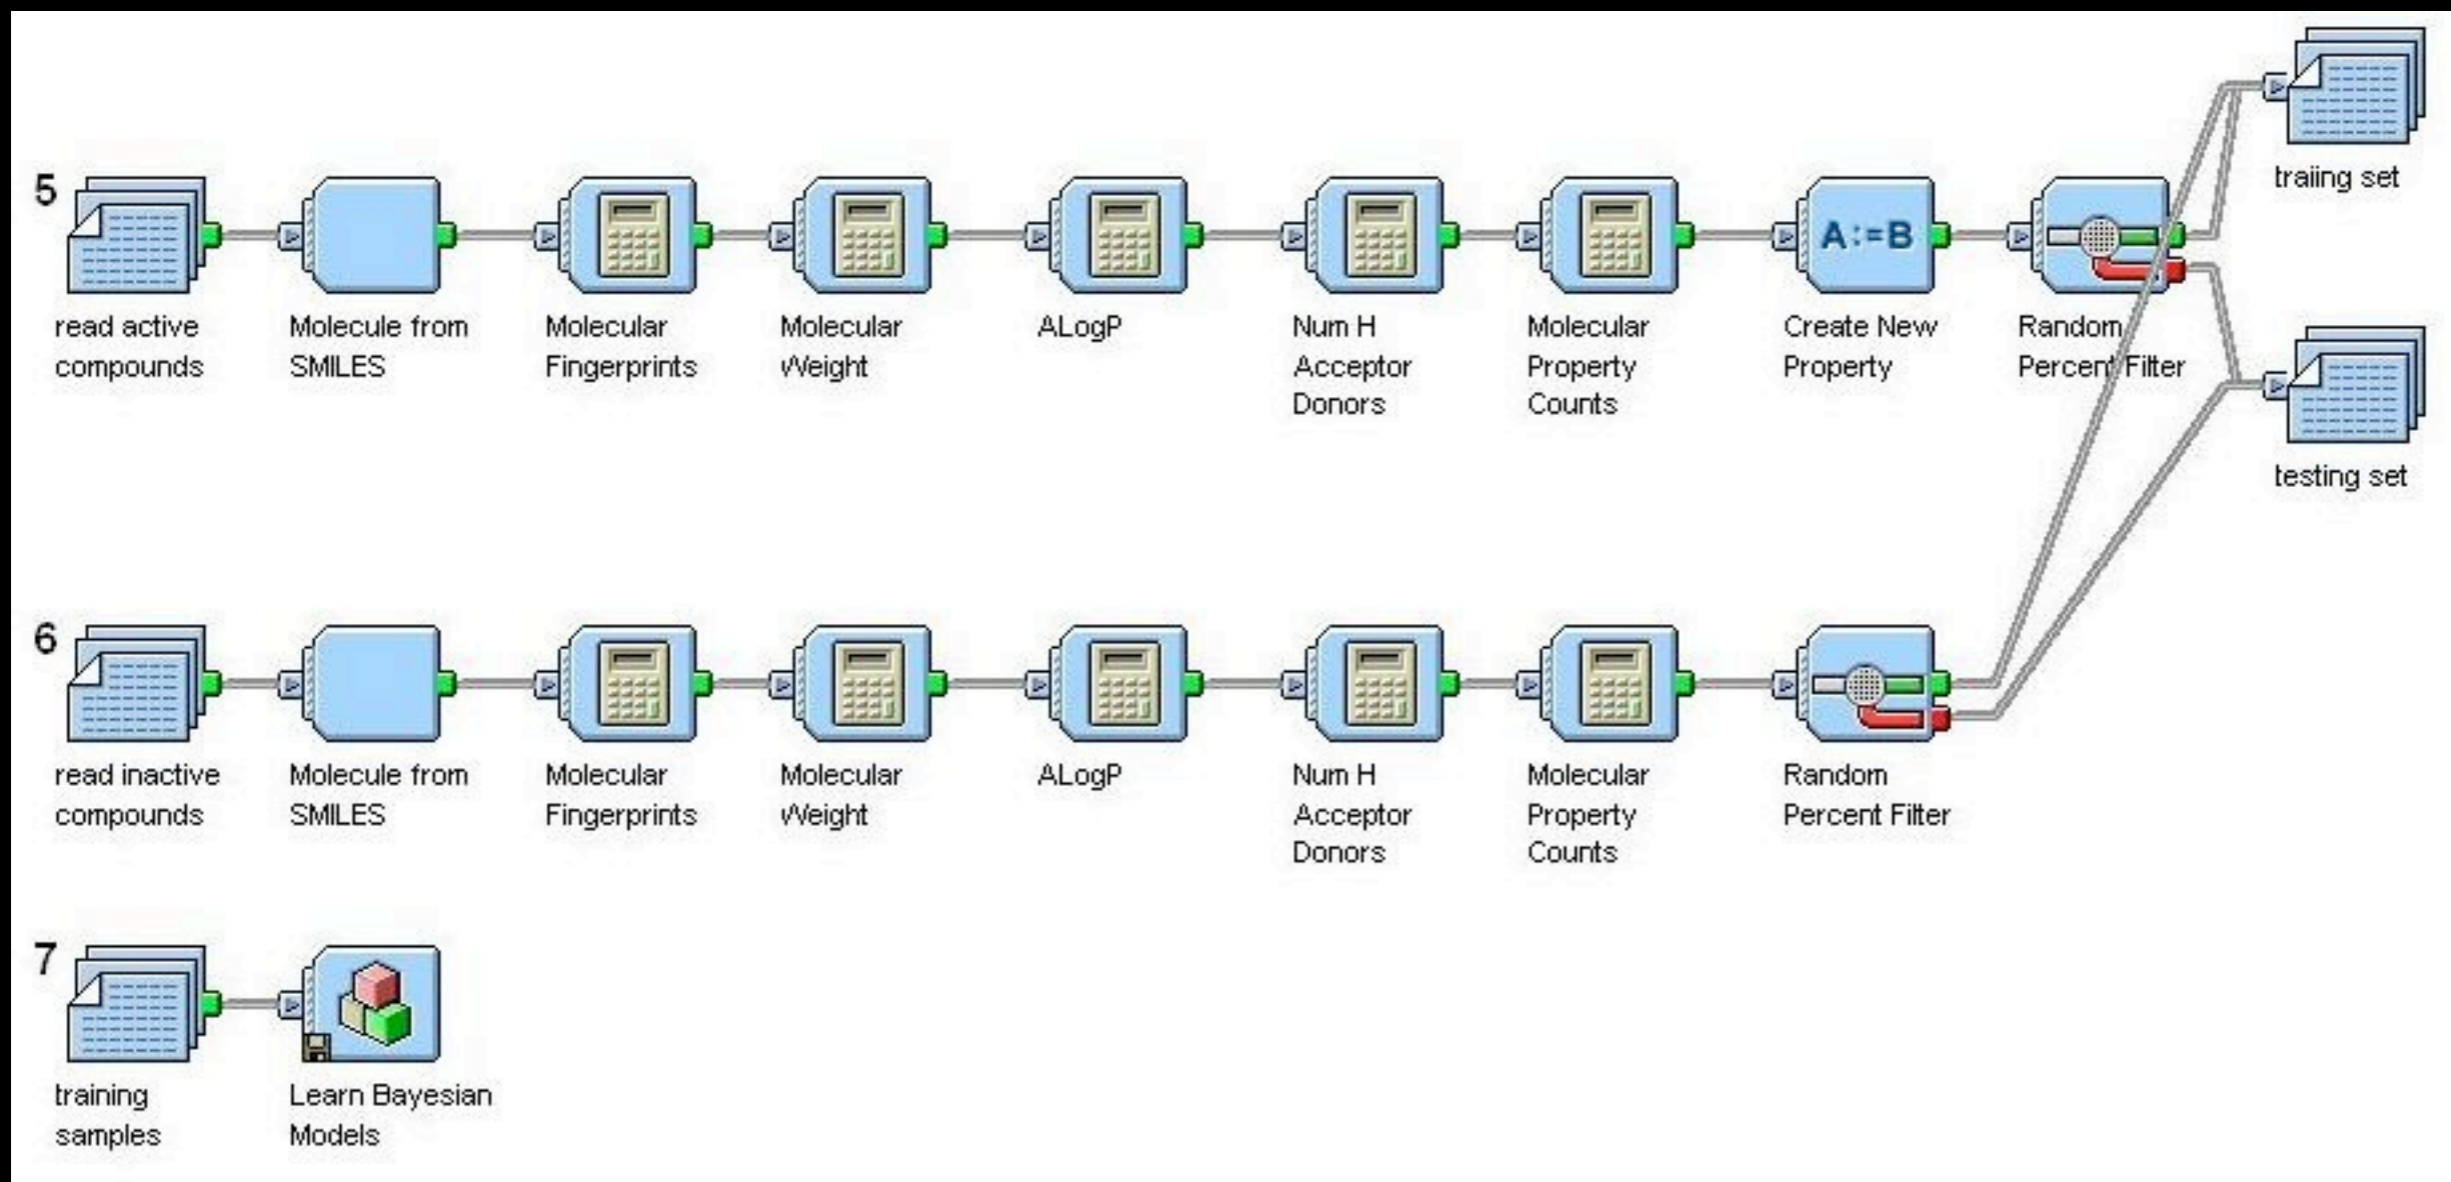 5
traiing set
read active
compounds
Molecule from
SMILES
Molecular
Fingerprints
Molecular
Weight
ALogP
Num H
Acceptor
Donors
Molecular
Property
Counts
A:=B
Create New
Property
Random
Percent Filter
testing set
6
read inactive
compounds
Molecule from
SMILES
Molecular
Fingerprints
Molecular
Weight
ALogP
Num H
Acceptor
Donors
Molecular
Property
Counts
Random
Percent Filter
7
training
samples
Learn Bayesian
Models